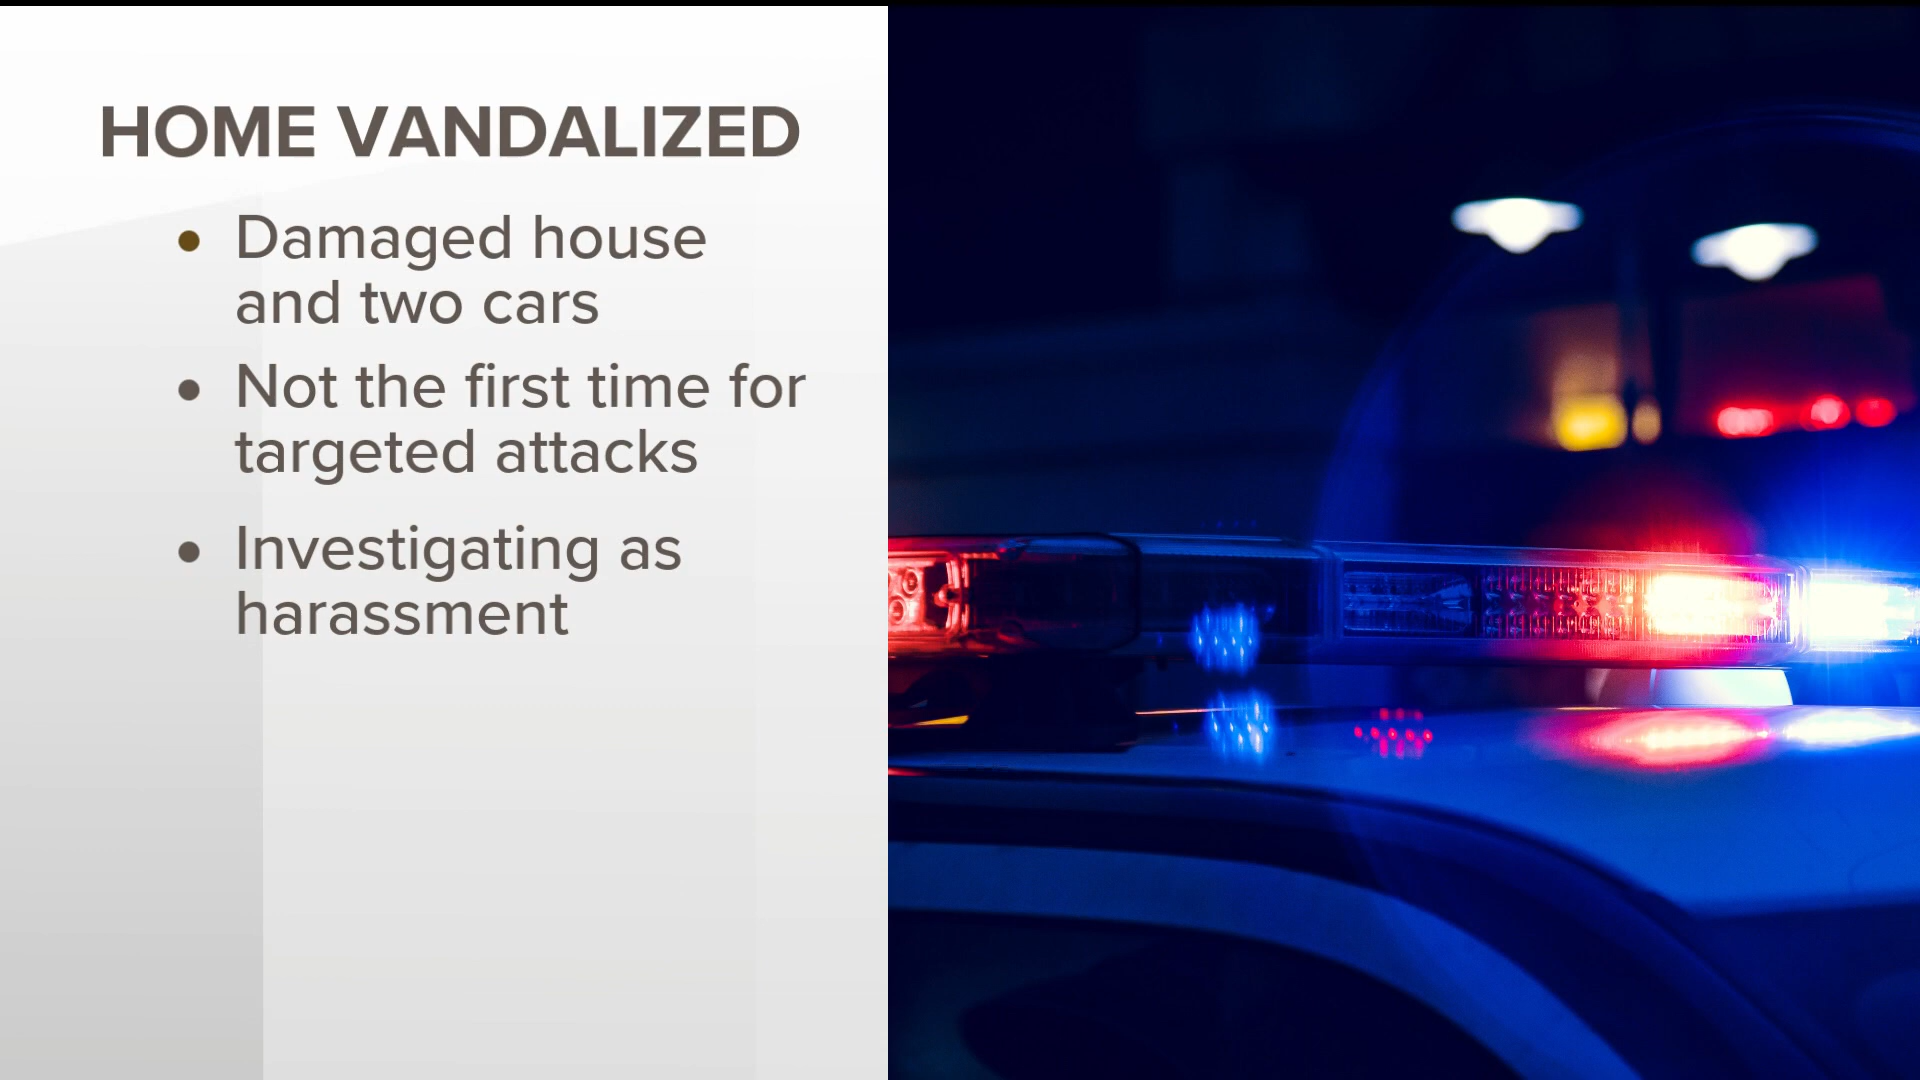 HOME VANDALIZED
• Damaged house
and two cars
• Not the first time for
targeted attacks
• Investigating as
harassment